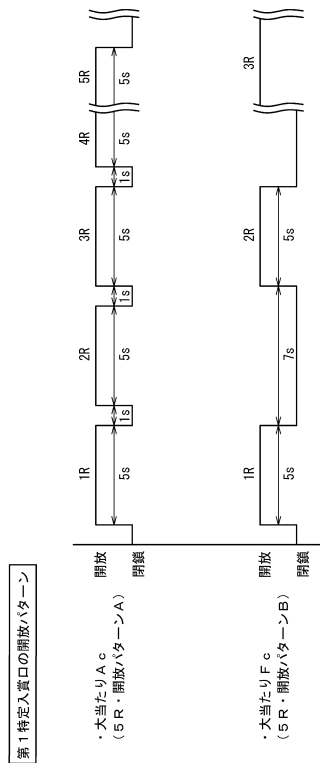 第１特定入賞口の開放パターン
・大当たりＡｃ
（５Ｒ・開放パターンＡ）
開放
閉鎖
1R
5s
1s
2R
5s
1s
3R
5s
1s
4R
5s
5R
5s
・大当たりＦｃ
（５Ｒ・開放パターンＢ）
開放
閉鎖
1R
5s
7s
2R
5s
3R